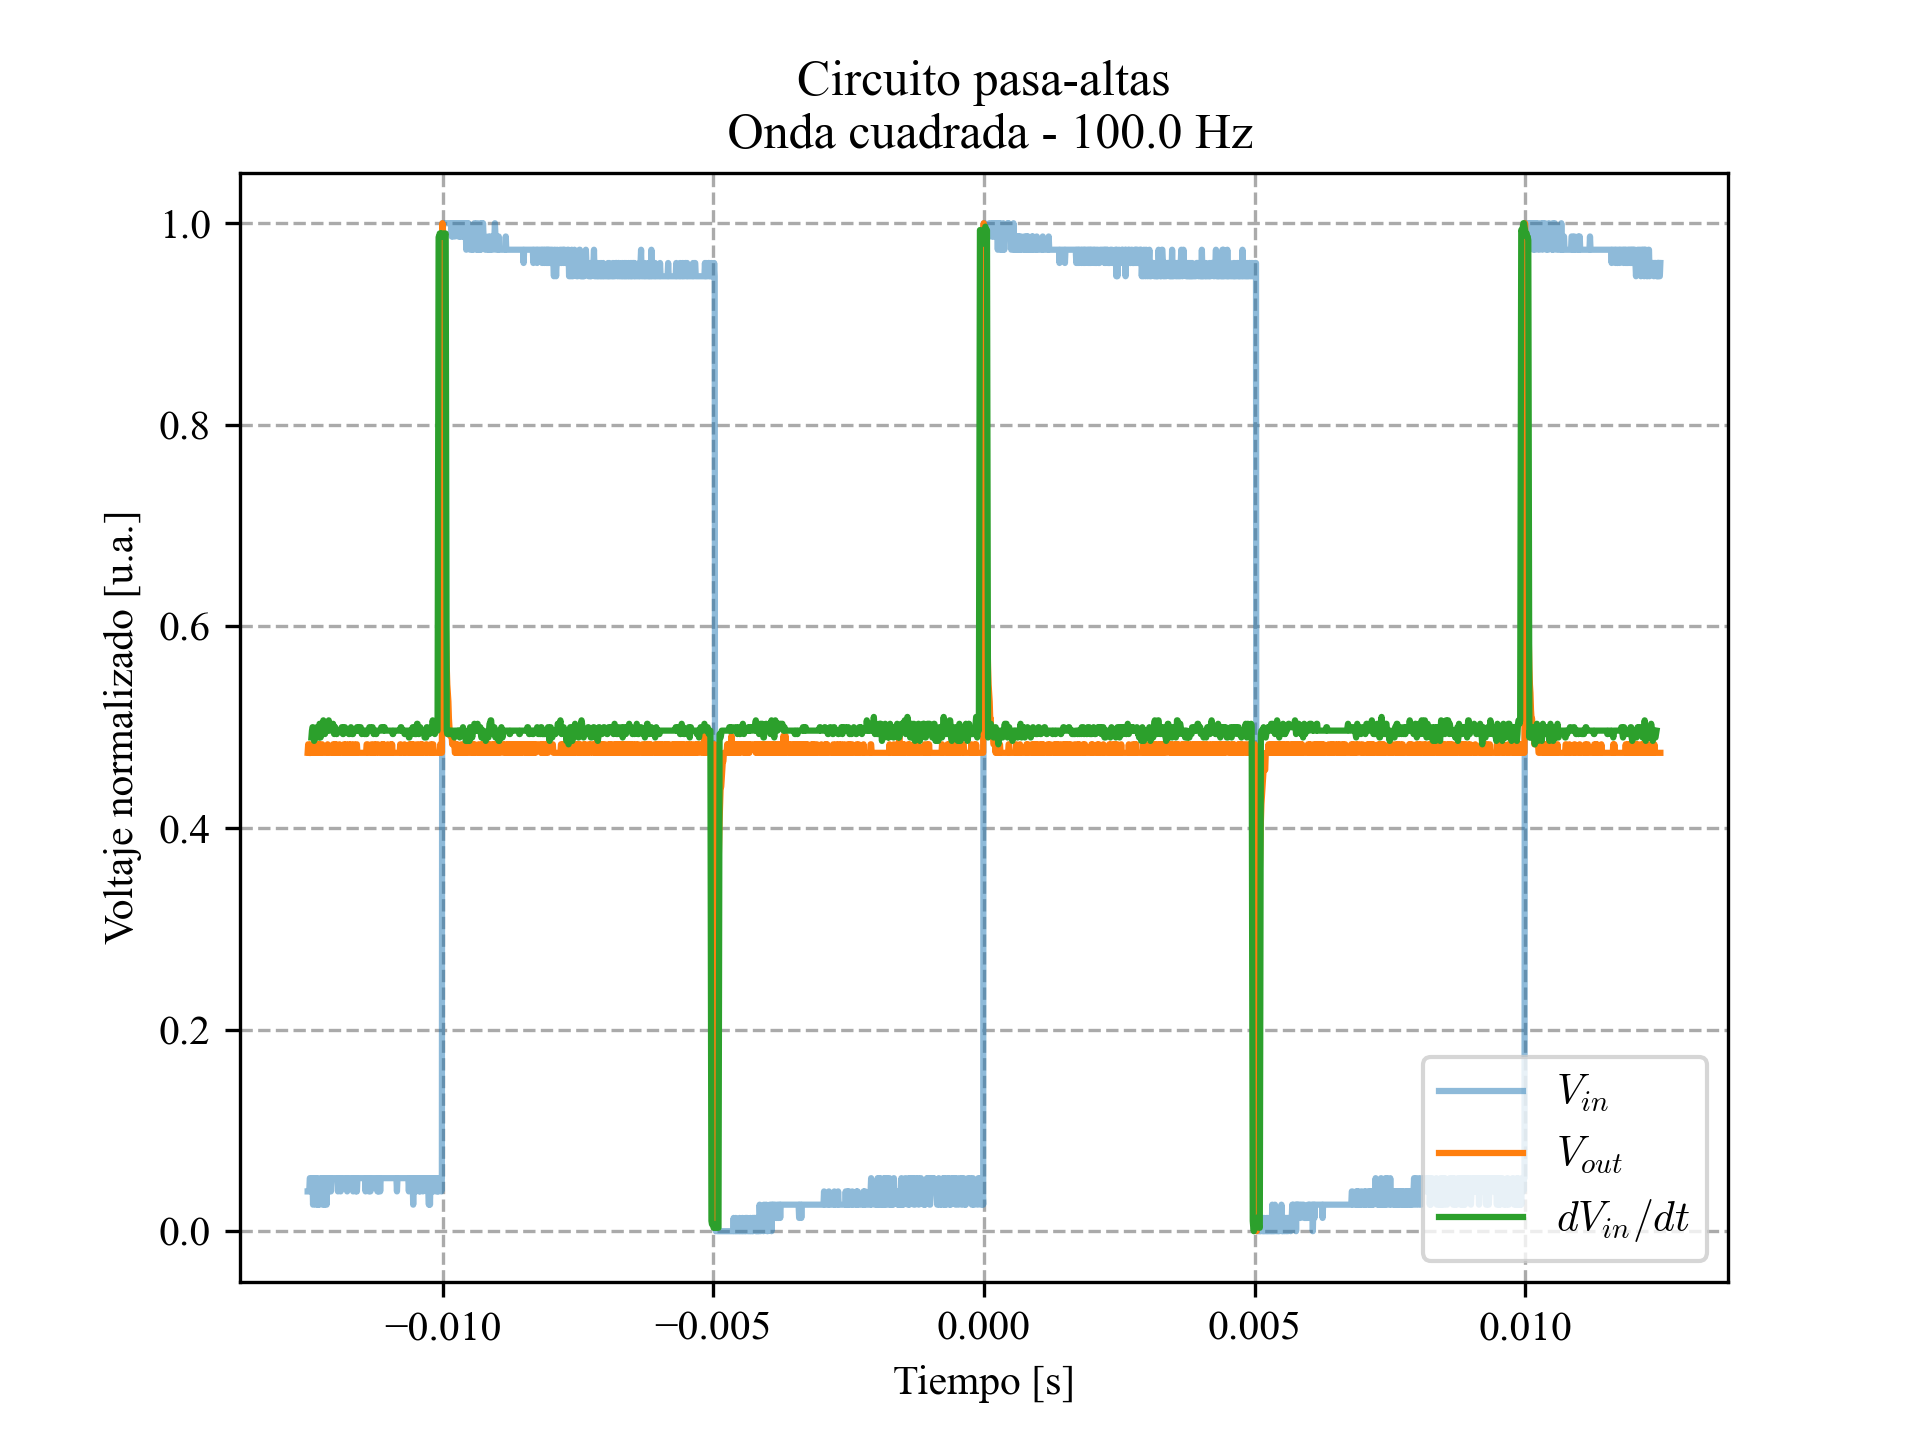 Circuito pasa-altas
Onda cuadrada - 100.0 Hz
Voltaje normalizado [u.a.]
1.0
0.8
0.6
0.4
0.2
0.0
−0.010
−0.005
0.000
0.005
0.010
Tiempo [s]
V_in
V_out
dV_in/dt